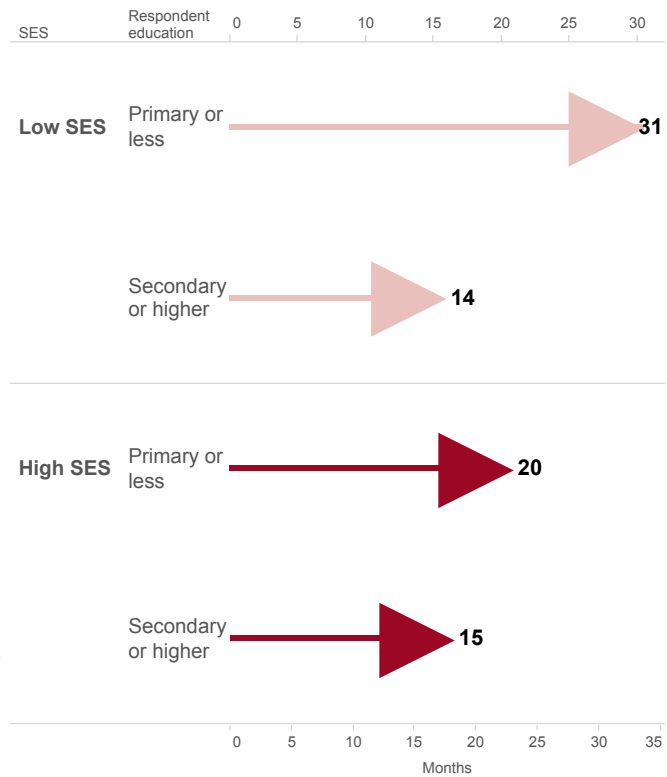 SES
Respondent
education
0 5 10 15 20 25 30
Low SES
Primary or
less
31
Secondary
or higher
14
High SES
Primary or
less
20
Secondary
or higher
15
0 5 10 15 20 25 30 35
Months